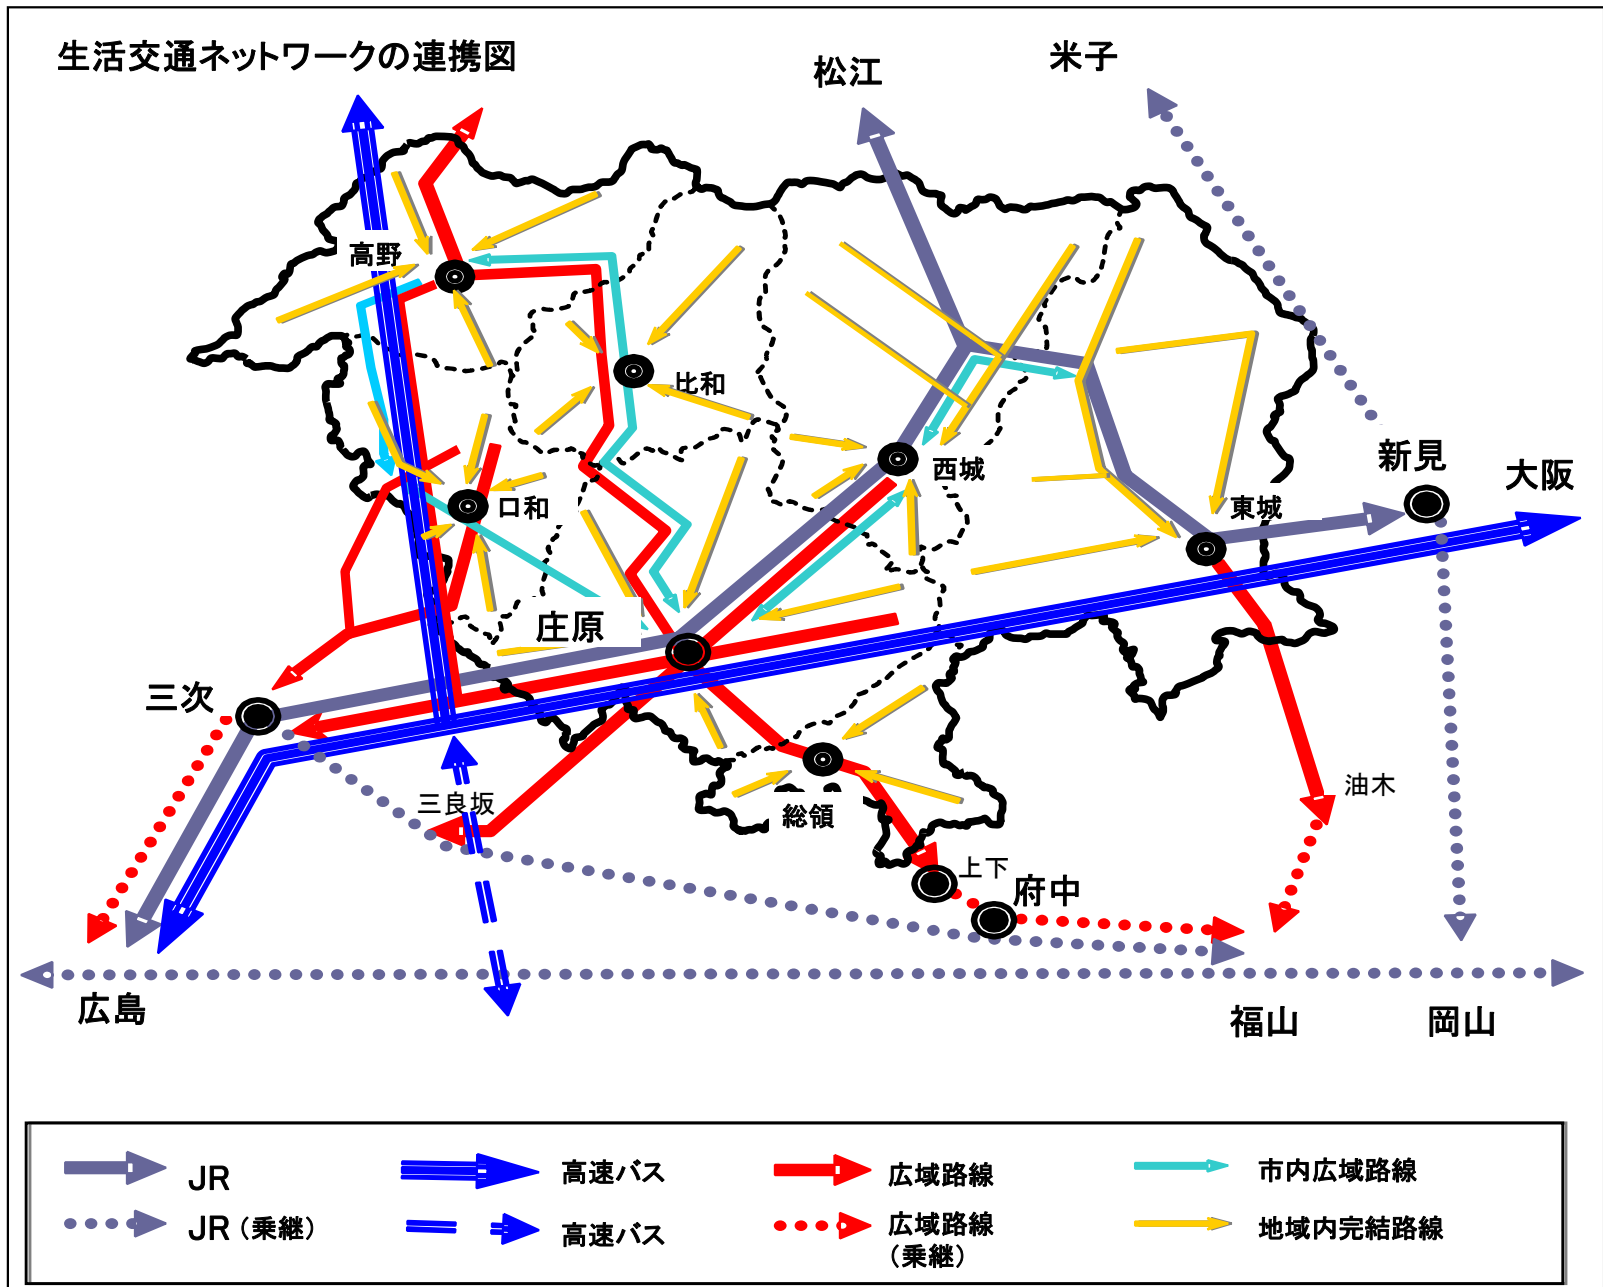 生活交通ネットワークの連携図
松江
米子
高野
比和
新見
大阪
西城
口和
東城
庄原
三次
油木
三良坂
総領
上下
府中
広島
福山
岡山
JR
高速バス
広域路線
市内広域路線
JR（乗継）
高速バス
広域路線
（乗継）
地域内完結路線